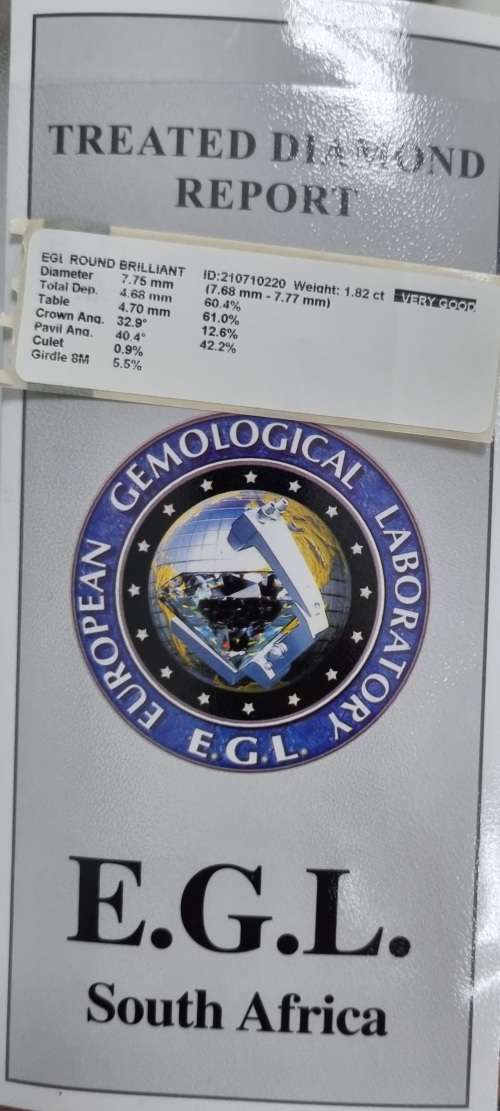 TREATED DIAMOND
REPORT
EGL ROUND BRILLIANT ID:210710220 Weight: 1.82 ct VERY GOOD
Diameter 7.75 mm (7.68 mm - 7.77 mm)
Total Dep. 4.68 mm 60.4%
Table 4.70 mm 61.0%
Crown Ang. 32.9° 12.6%
Pavil Ang. 40.4° 42.2%
Culet 0.9%
Girdle 8M 5.5%
EUROPEAN GEMOLOGICAL LABORATORY
E.G.L.
E.G.L.
South Africa